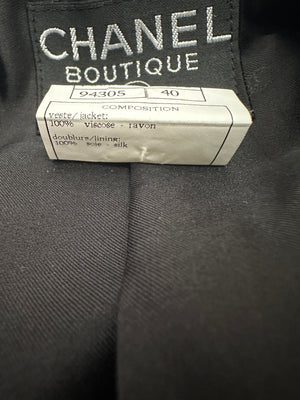 CHANEL
BOUTIQUE
94305 40
COMPOSITION
veste/jacket:
100% viscose - rayon
doublure/lining:
100% soie - silk